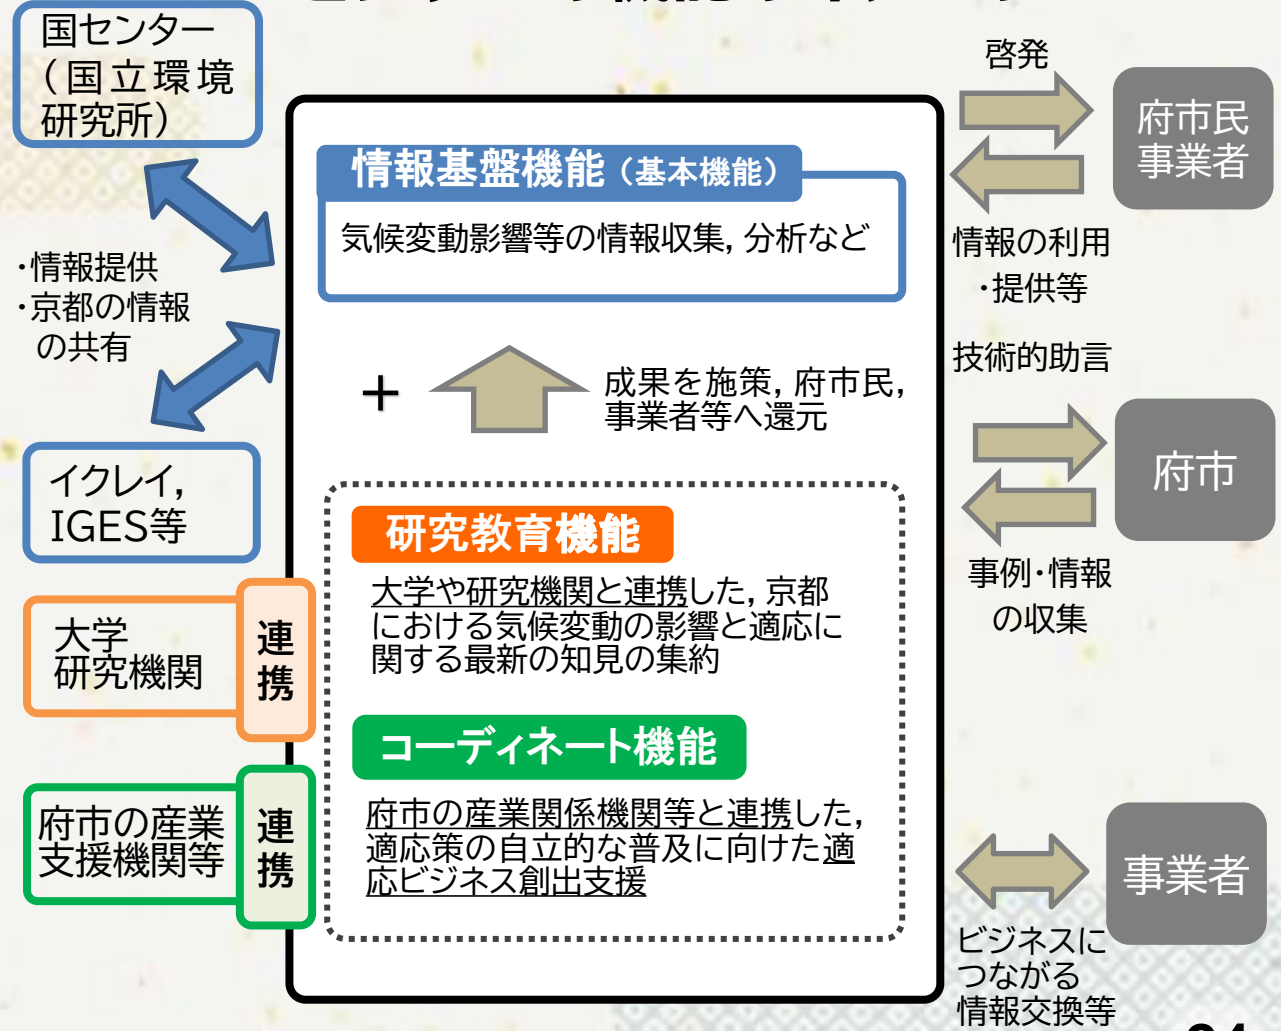 国センター
(国立環境
研究所)
・情報提供
・京都の情報
の共有
イクレイ,
IGES等
大学
研究機関
連
携
府市の産業
支援機関等
連
携
情報基盤機能(基本機能)
気候変動影響等の情報収集, 分析など
+
成果を施策, 府市民,
事業者等へ還元
研究教育機能
大学や研究機関と連携した, 京都
における気候変動の影響と適応に
関する最新の知見の集約
コーディネート機能
府市の産業関係機関等と連携した,
適応策の自立的な普及に向けた適
応ビジネス創出支援
啓発
府市民
事業者
情報の利用
・提供等
技術的助言
府市
事例・情報
の収集
事業者
ビジネスに
つながる
情報交換等